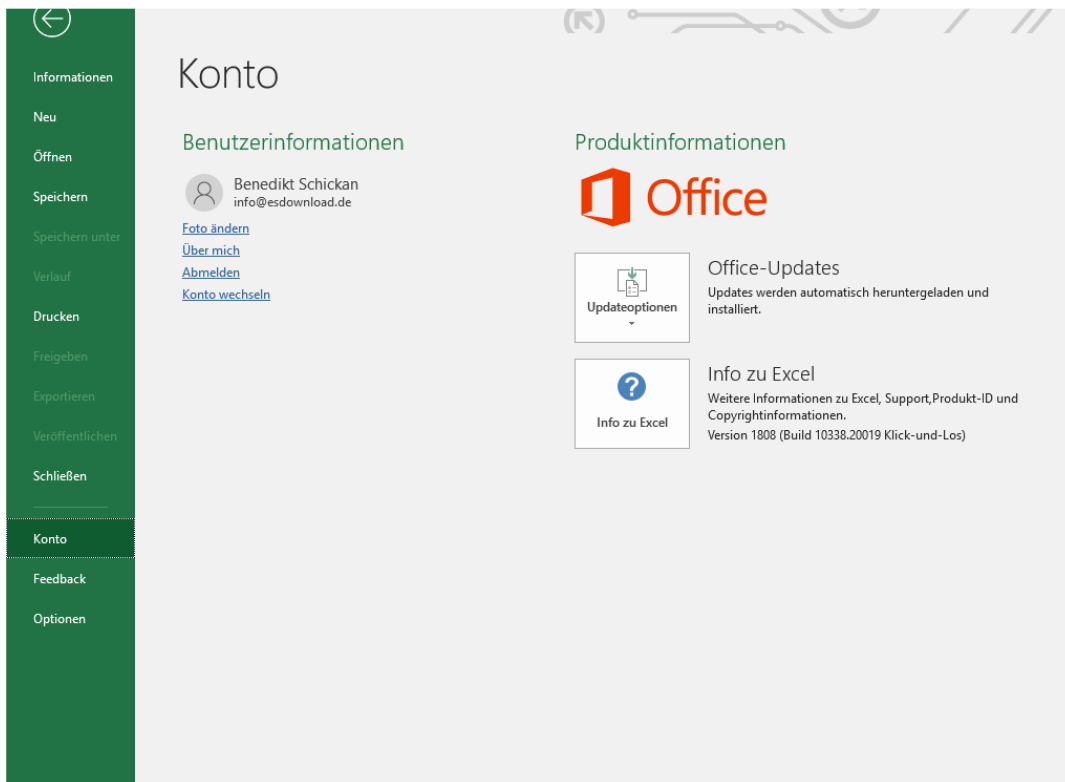 Informationen
Neu
Öffnen
Speichern
Speichern unter
Verlauf
Drucken
Freigeben
Exportieren
Veröffentlichen
Schließen
Konto
Feedback
Optionen
Konto
Benutzerinformationen
Benedikt Schickan
info@esdownload.de
Foto ändern
Über mich
Abmelden
Konto wechseln
Produktinformationen
Office
Updateoptionen
Office-Updates
Updates werden automatisch heruntergeladen und
installiert.
Info zu Excel
Info zu Excel
Weitere Informationen zu Excel, Support,Produkt-ID und
Copyrightinformationen.
Version 1808 (Build 10338.20019 Klick-und-Los)